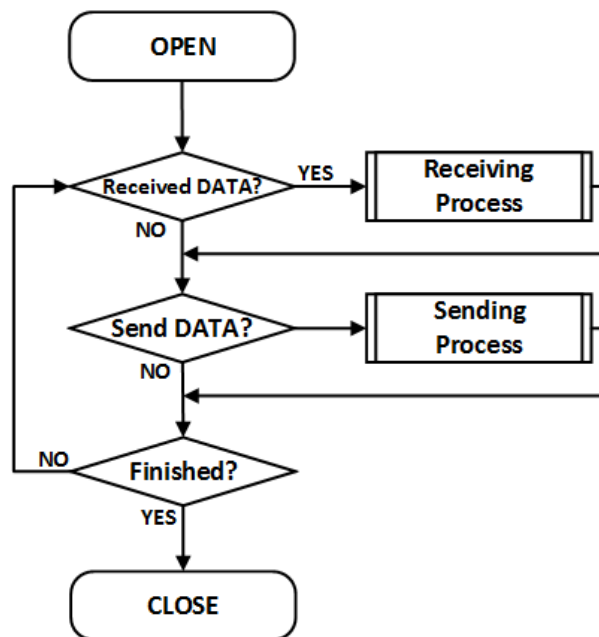 OPEN
Received DATA?
YES
Receiving
Process
NO
Send DATA?
Sending
Process
NO
Finished?
NO
YES
CLOSE